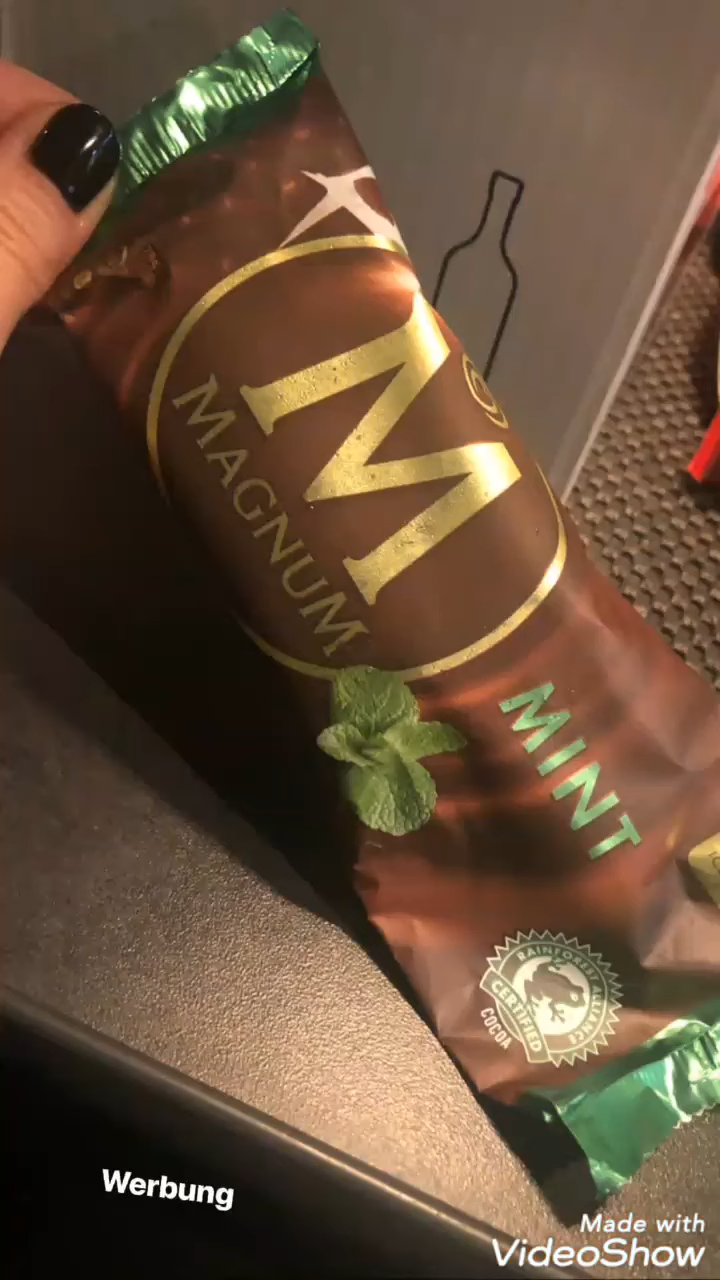 M
MAGNUM
MINT
RAINFOREST ALLIANCE
CERTIFIED
COCOA
Werbung
Made with
VideoShow